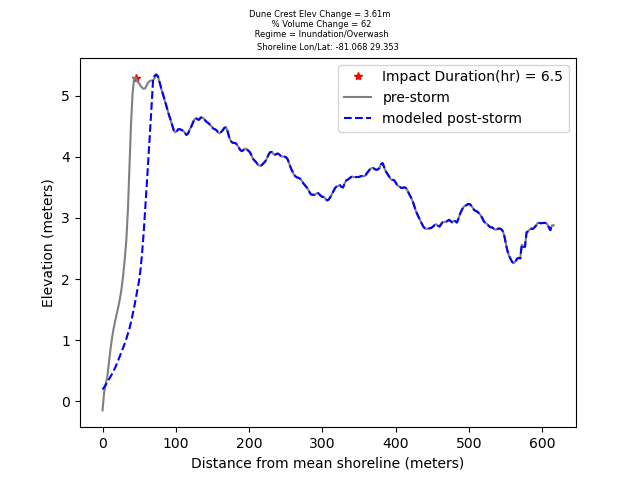 Dune Crest Elev Change = 3.61m
% Volume Change = 62
Regime = Inundation/Overwash
Shoreline Lon/Lat: -81.068 29.353
Impact Duration(hr) = 6.5
pre-storm
modeled post-storm
Elevation (meters)
5
4
3
2
1
0
0 100 200 300 400 500 600
Distance from mean shoreline (meters)